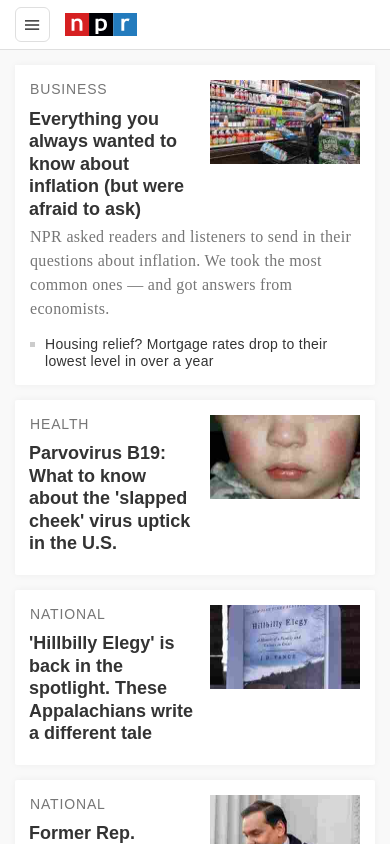 npr
BUSINESS
Everything you
always wanted to
know about
inflation (but were
afraid to ask)
NPR asked readers and listeners to send in their
questions about inflation. We took the most
common ones — and got answers from
economists.
Housing relief? Mortgage rates drop to their
lowest level in over a year
HEALTH
Parvovirus B19:
What to know
about the 'slapped
cheek' virus uptick
in the U.S.
NATIONAL
'Hillbilly Elegy' is
back in the
spotlight. These
Appalachians write
a different tale
Hillbilly Elegy
J. D. VANCE
NATIONAL
Former Rep.